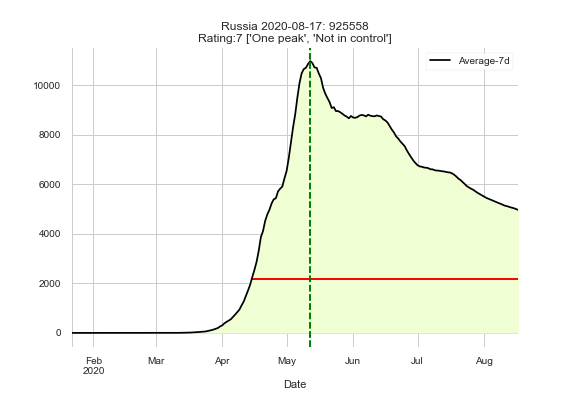 Russia 2020-08-17: 925558
Rating:7 ['One peak', 'Not in control']
Average-7d
10000
8000
6000
4000
2000
0
Feb Mar Apr May Jun Jul Aug
2020
Date